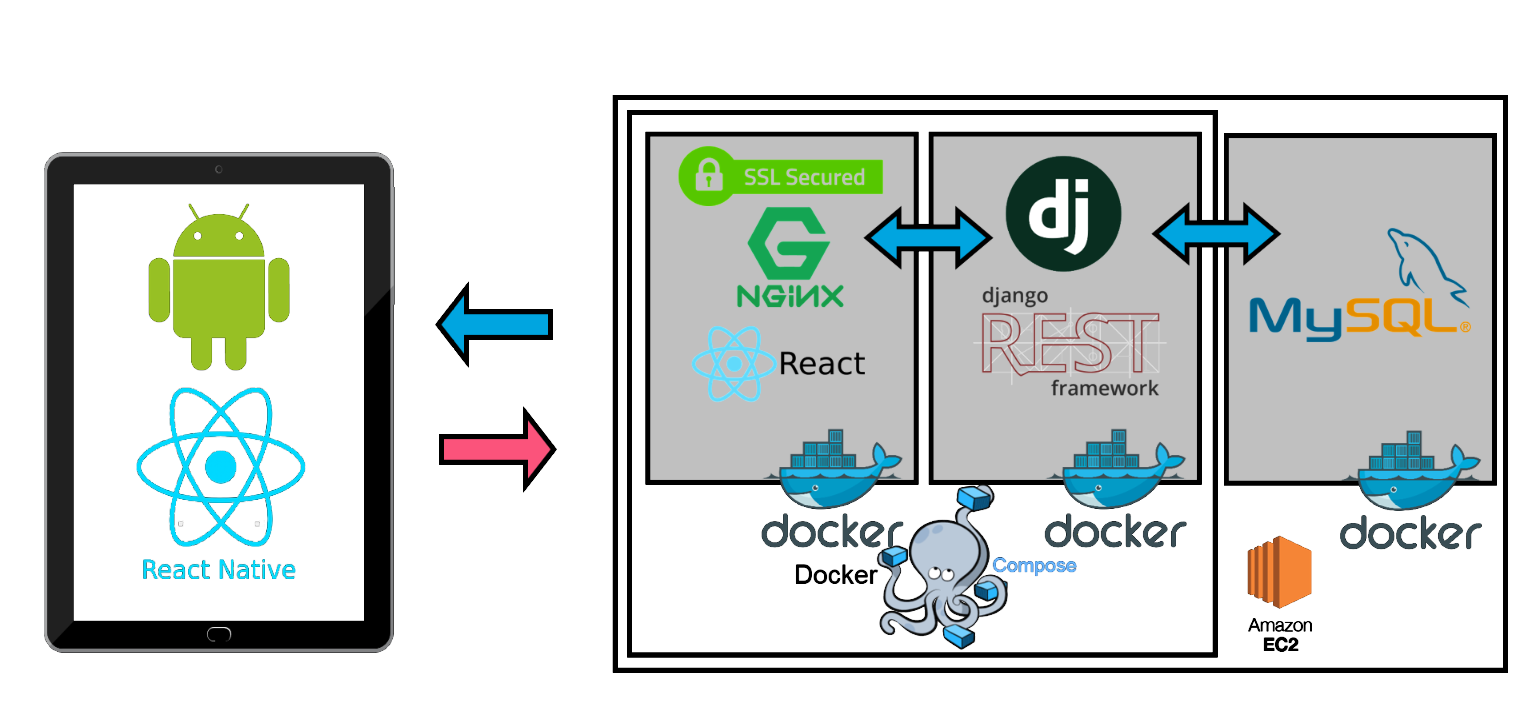 React Native
SSL Secured
NGiNX
React
docker
dj
django
REST
framework
docker
MySQL®
docker
Docker
Compose
Amazon
EC2